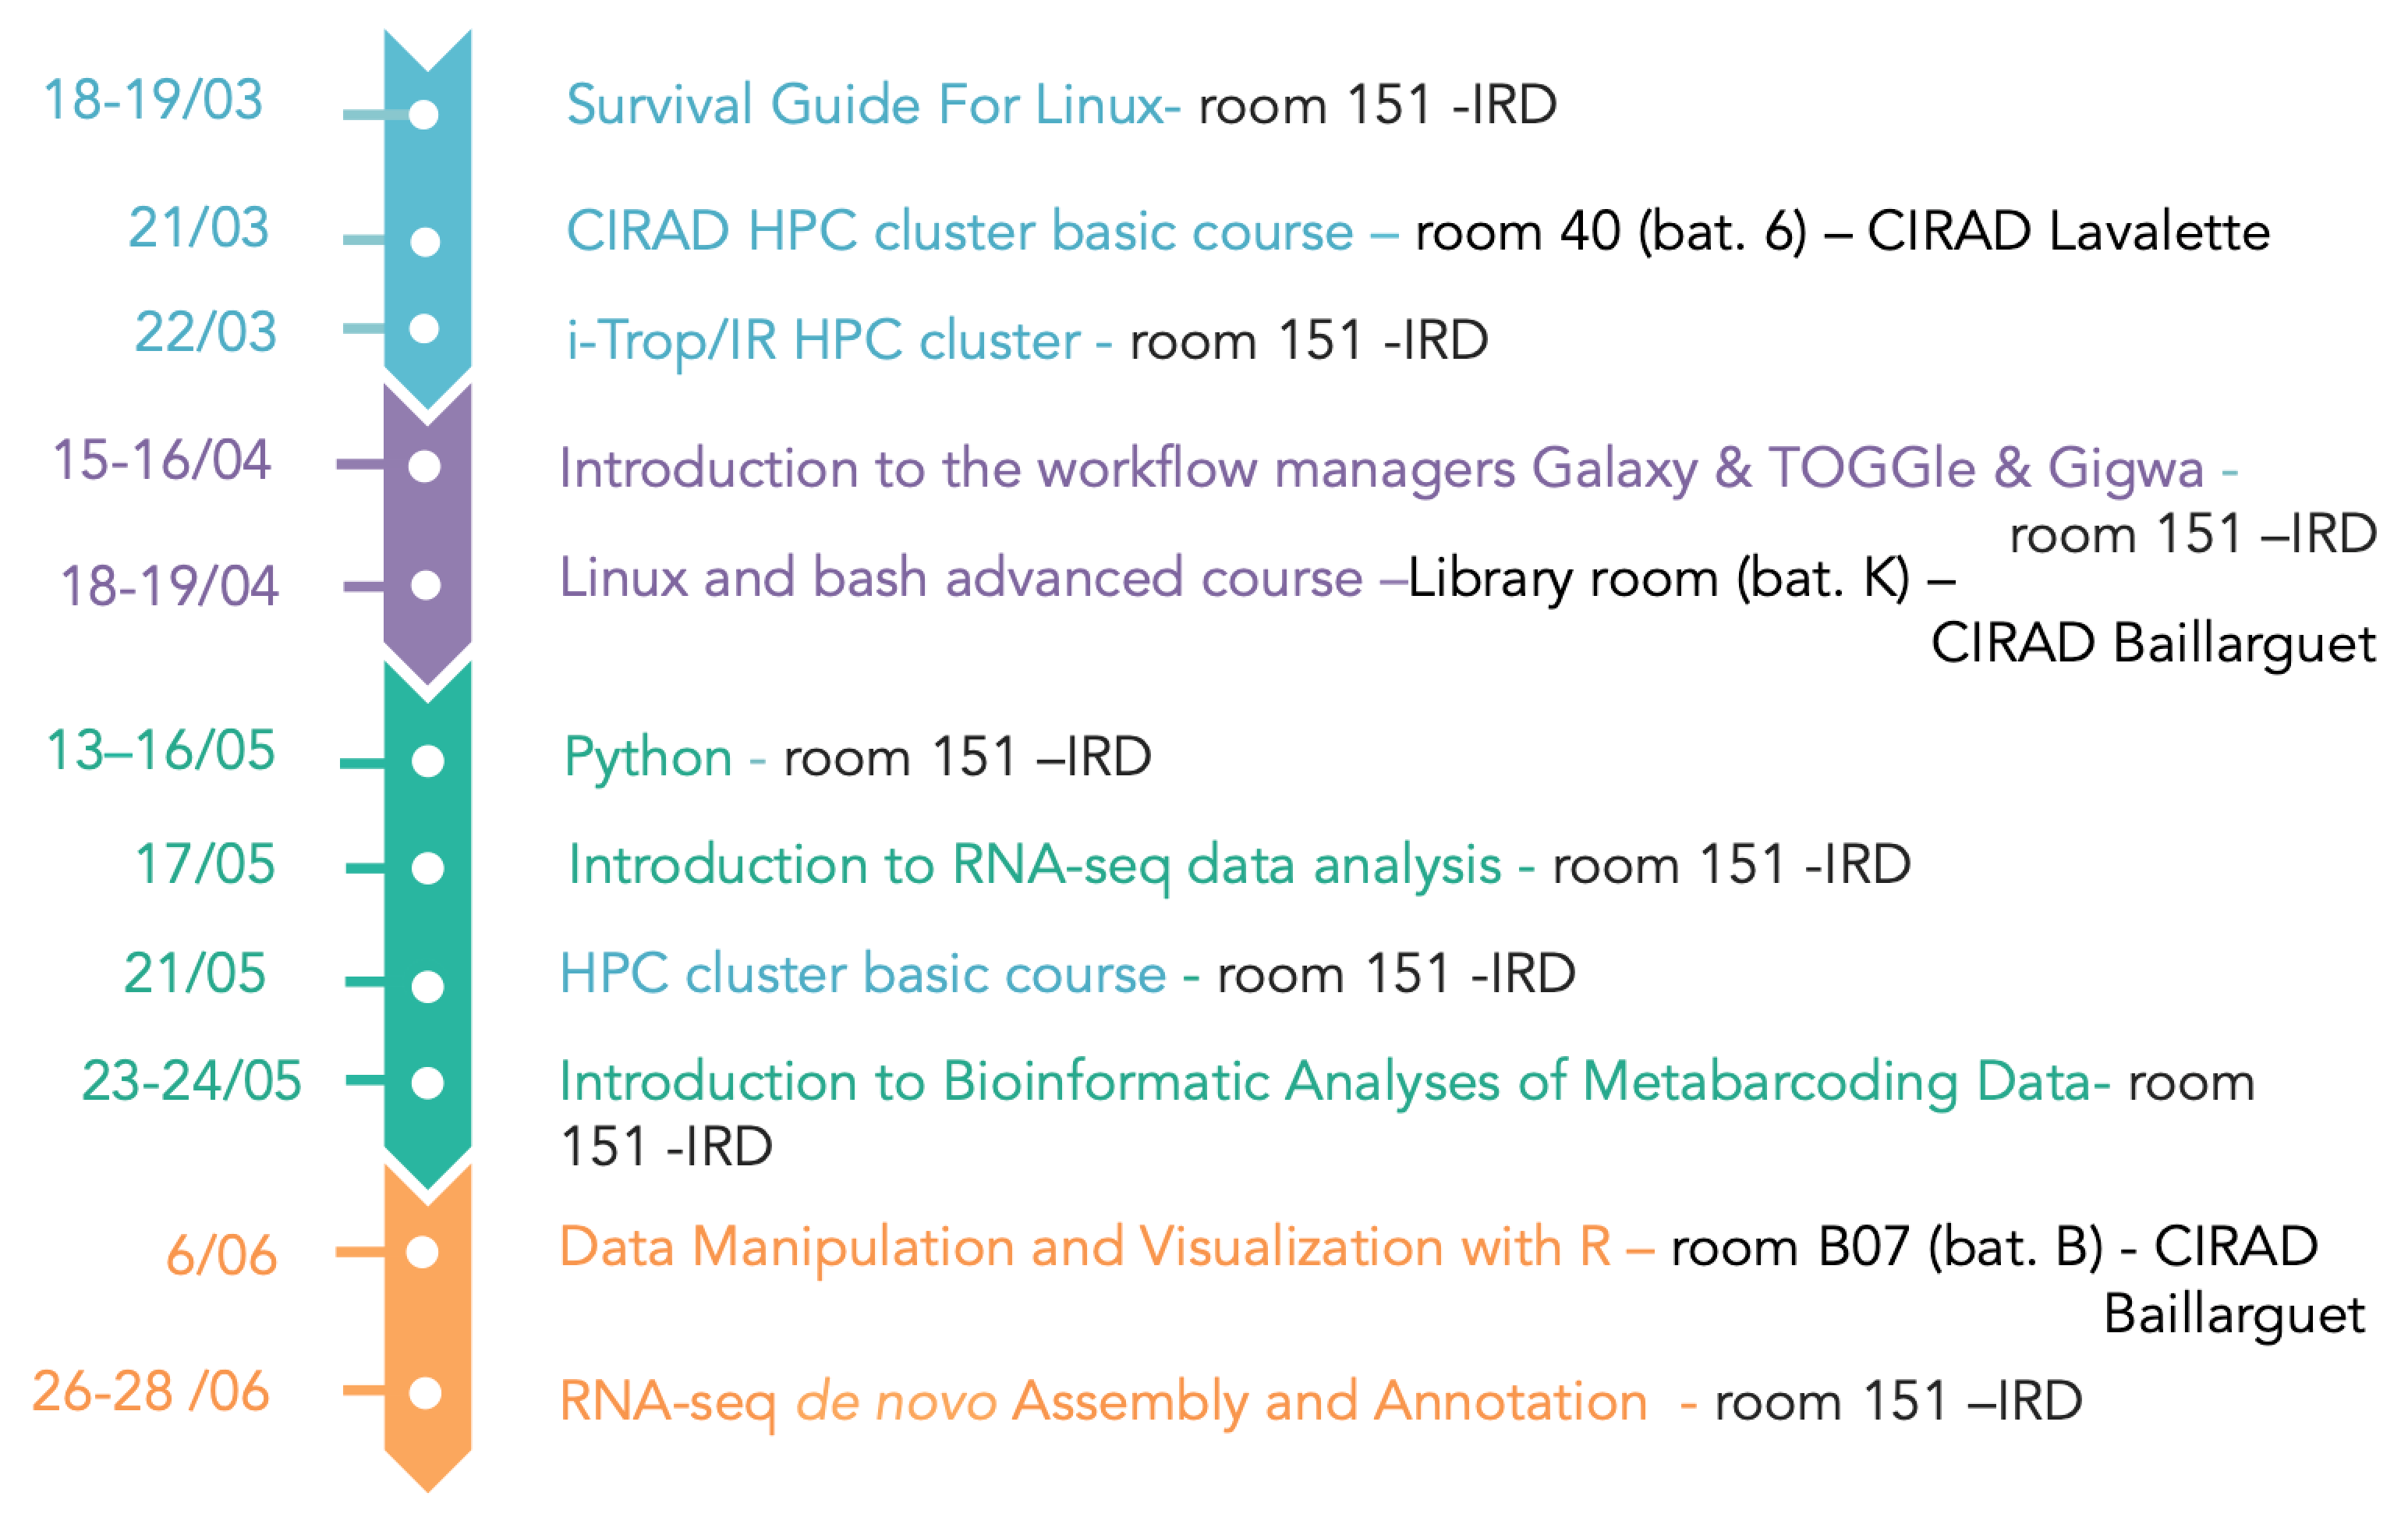 18-19/03 Survival Guide For Linux- room 151 -IRD
21/03 CIRAD HPC cluster basic course – room 40 (bat. 6) – CIRAD Lavalette
22/03 i-Trop/IR HPC cluster - room 151 -IRD
15-16/04 Introduction to the workflow managers Galaxy & TOGGle & Gigwa -
room 151 –IRD
18-19/04 Linux and bash advanced course –Library room (bat. K) –
CIRAD Baillarguet
13–16/05 Python - room 151 –IRD
17/05 Introduction to RNA-seq data analysis - room 151 -IRD
21/05 HPC cluster basic course - room 151 -IRD
23-24/05 Introduction to Bioinformatic Analyses of Metabarcoding Data- room
151 -IRD
6/06 Data Manipulation and Visualization with R – room B07 (bat. B) - CIRAD
Baillarguet
26-28 /06 RNA-seq de novo Assembly and Annotation - room 151 –IRD